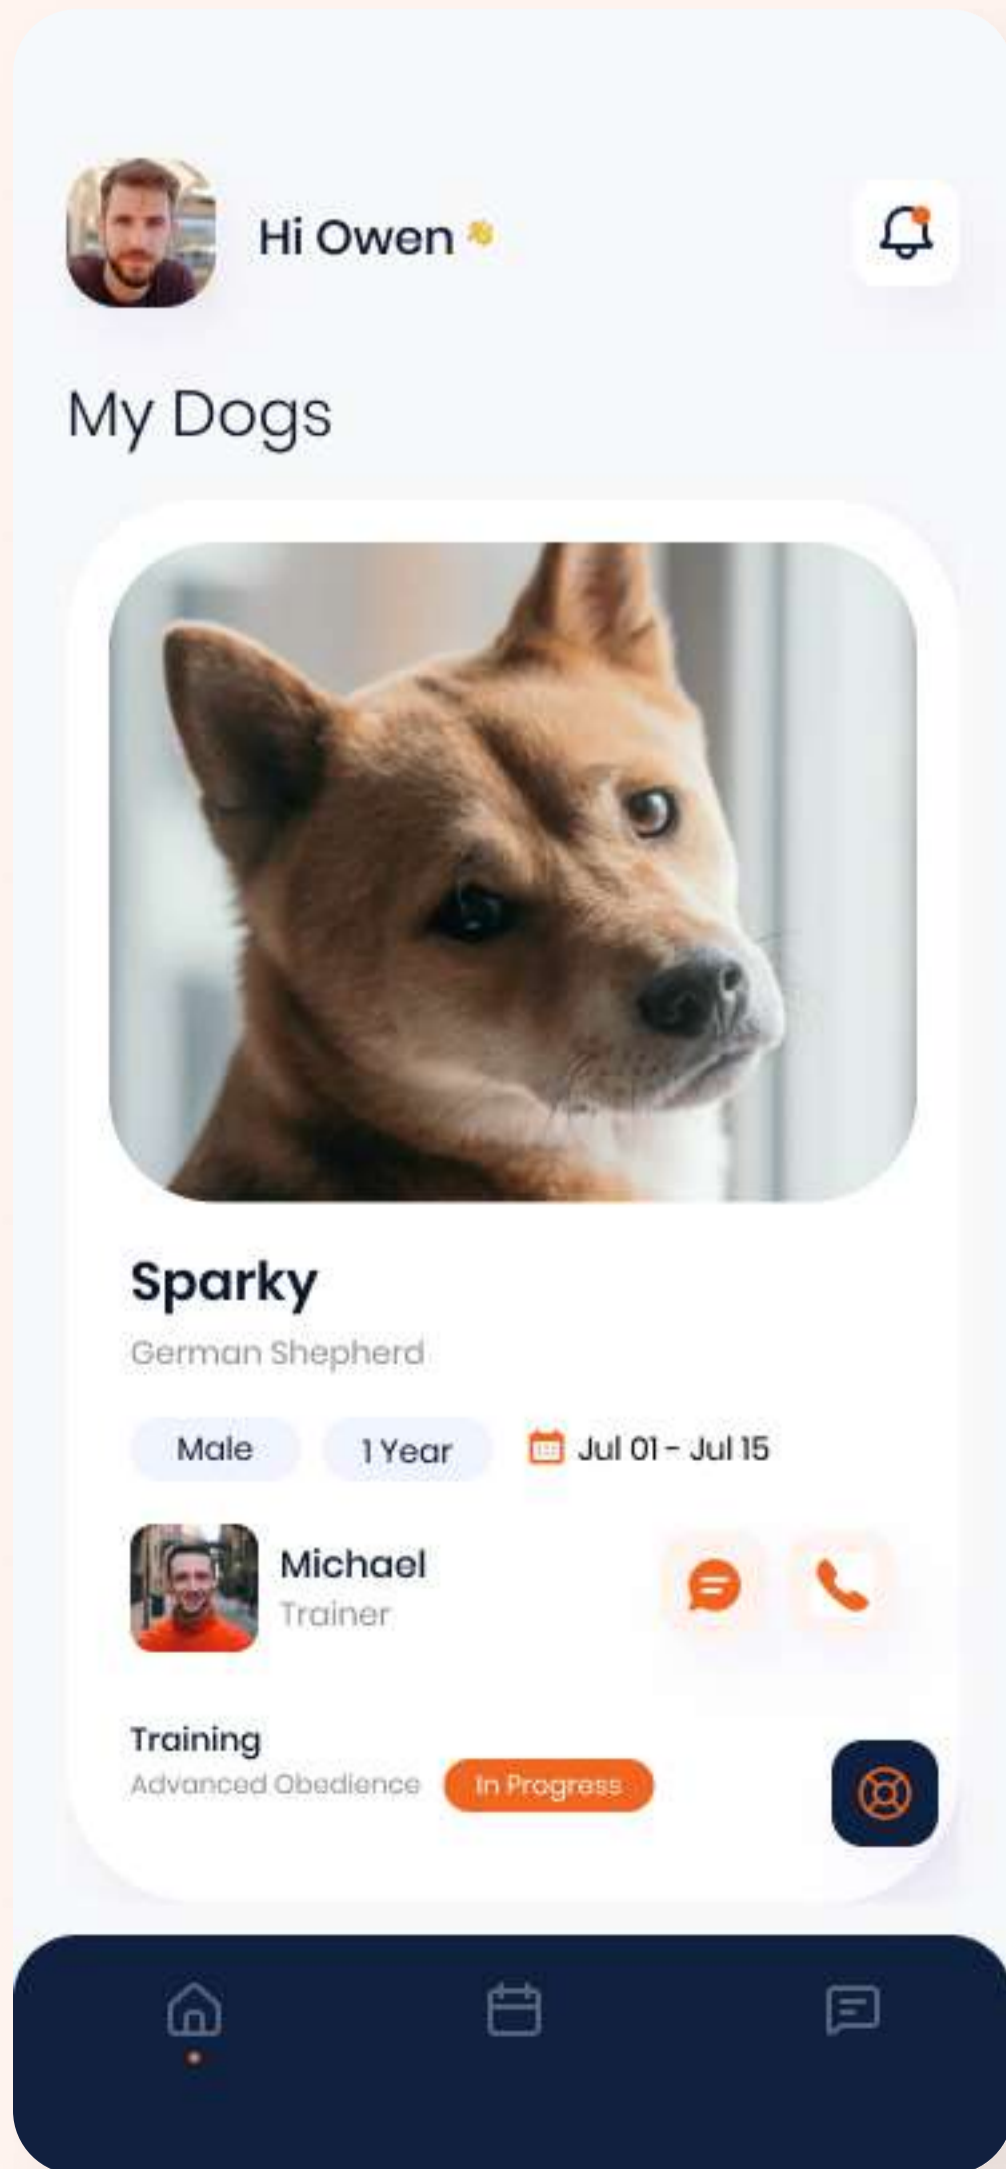 Hi Owen 👋
My Dogs
Sparky
German Shepherd
Male
1 Year
Jul 01 - Jul 15
Michael
Trainer
Training
Advanced Obedience
In Progress